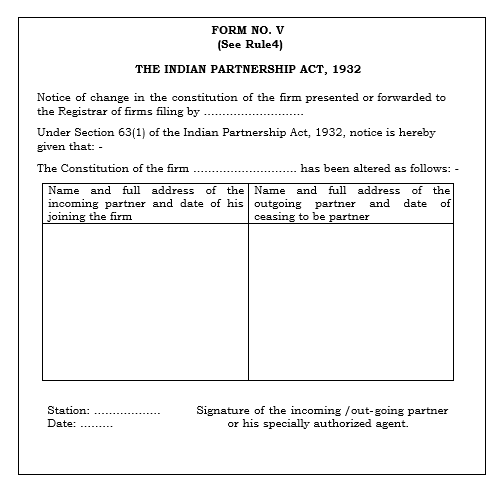 FORM NO. V
(See Rule4)
THE INDIAN PARTNERSHIP ACT, 1932
Notice of change in the constitution of the firm presented or forwarded to
the Registrar of firms filing by ..............................
Under Section 63(1) of the Indian Partnership Act, 1932, notice is hereby
given that: -
The Constitution of the firm ............................... has been altered as follows: -
Name and full address of the
incoming partner and date of his
joining the firm
Name and full address of the
outgoing partner and date of
ceasing to be partner
Station: ....................
Date: .........
Signature of the incoming /out-going partner
or his specially authorized agent.